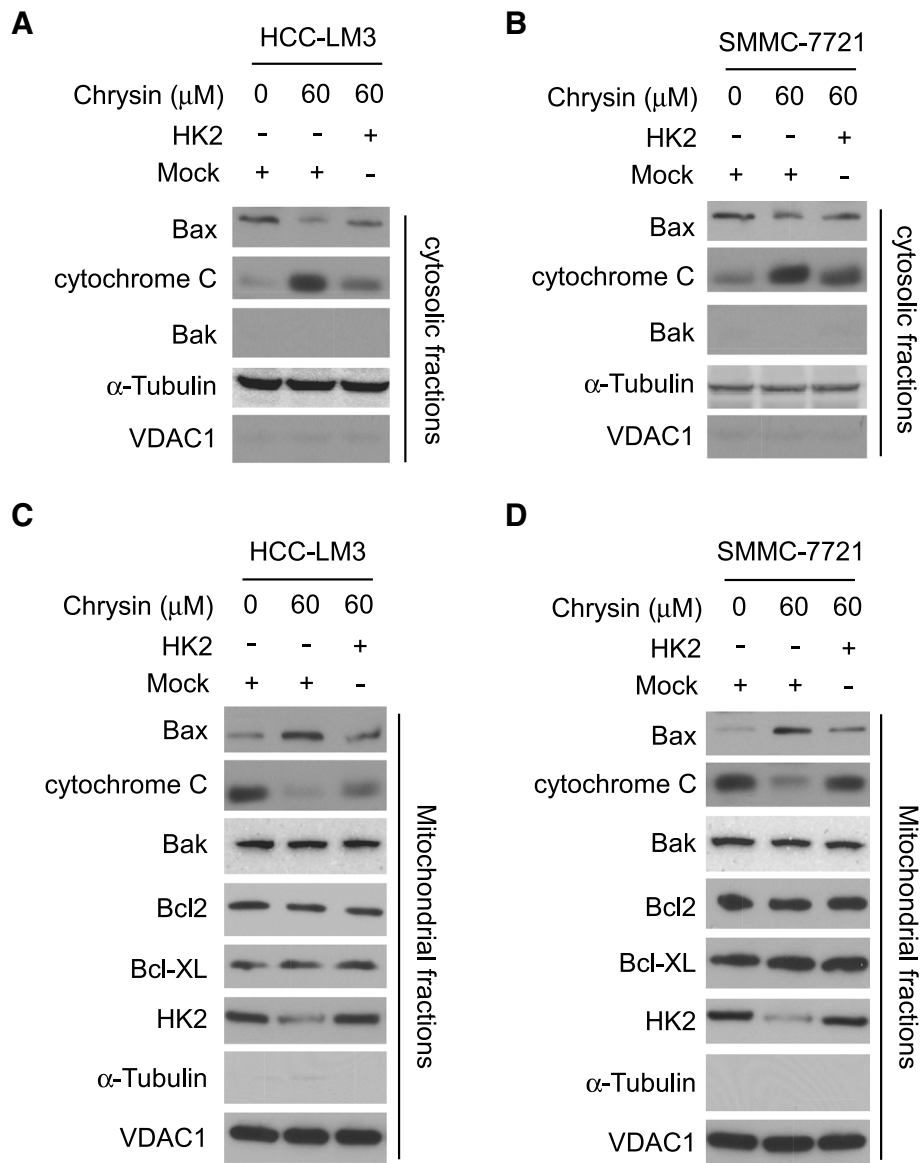 A
HCC-LM3
Chrysin (μM) 0 60 60
HK2 - - +
Mock + + -
Bax
cytochrome C
Bak
α-Tubulin
VDAC1
cytosolic fractions
B
SMMC-7721
Chrysin (μM) 0 60 60
HK2 - - +
Mock + + -
Bax
cytochrome C
Bak
α-Tubulin
VDAC1
cytosolic fractions
C
HCC-LM3
Chrysin (μM) 0 60 60
HK2 - - +
Mock + + -
Bax
cytochrome C
Bak
Bcl2
Bcl-XL
HK2
α-Tubulin
VDAC1
Mitochondrial fractions
D
SMMC-7721
Chrysin (μM) 0 60 60
HK2 - - +
Mock + + -
Bax
cytochrome C
Bak
Bcl2
Bcl-XL
HK2
α-Tubulin
VDAC1
Mitochondrial fractions